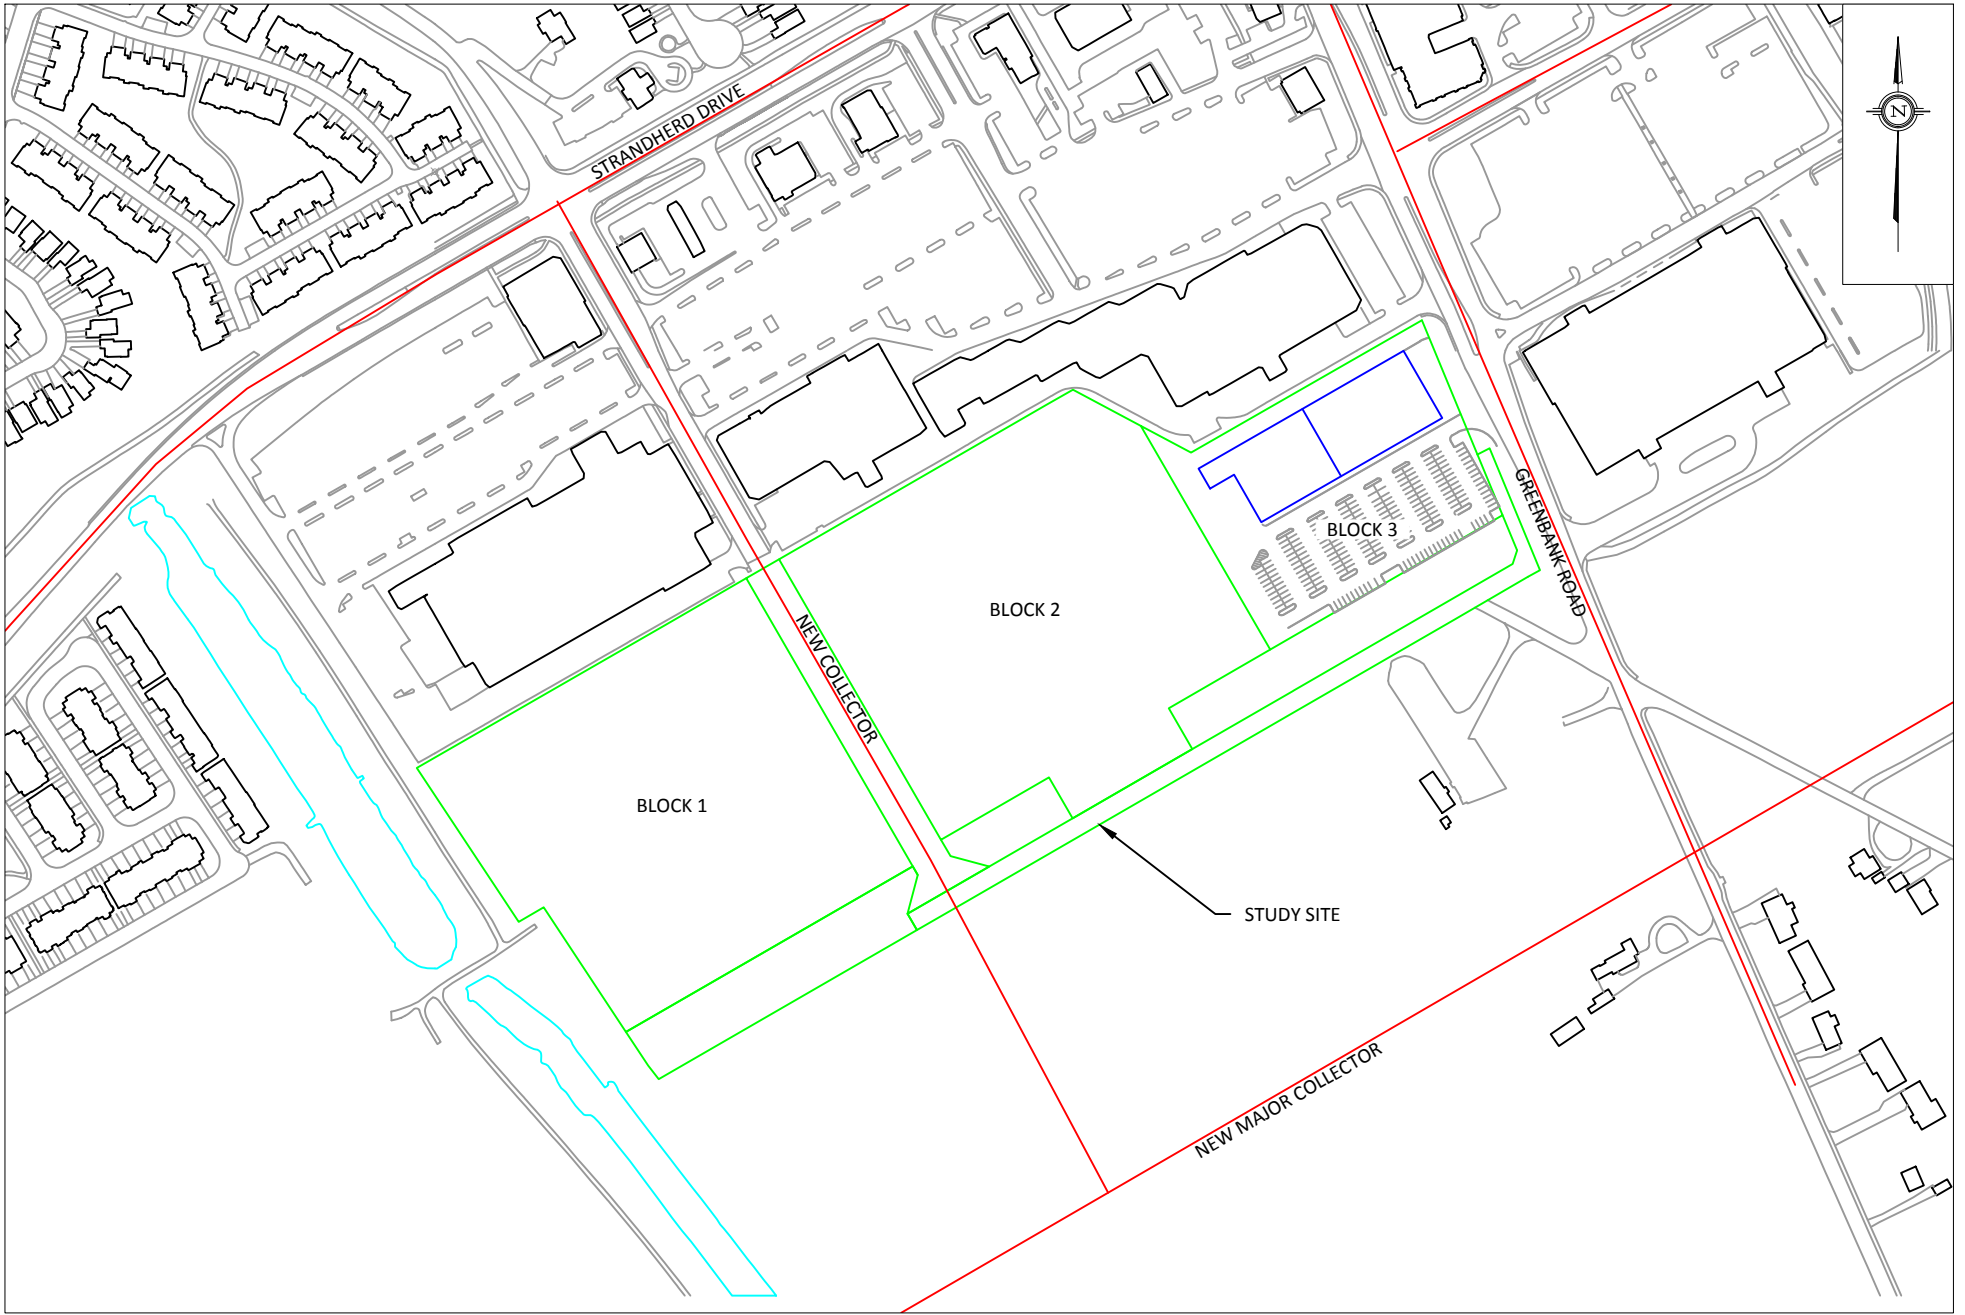 STRANDHERD DRIVE
N
GREENBANK ROAD
BLOCK 3
BLOCK 2
NEW COLLECTOR
BLOCK 1
STUDY SITE
NEW MAJOR COLLECTOR